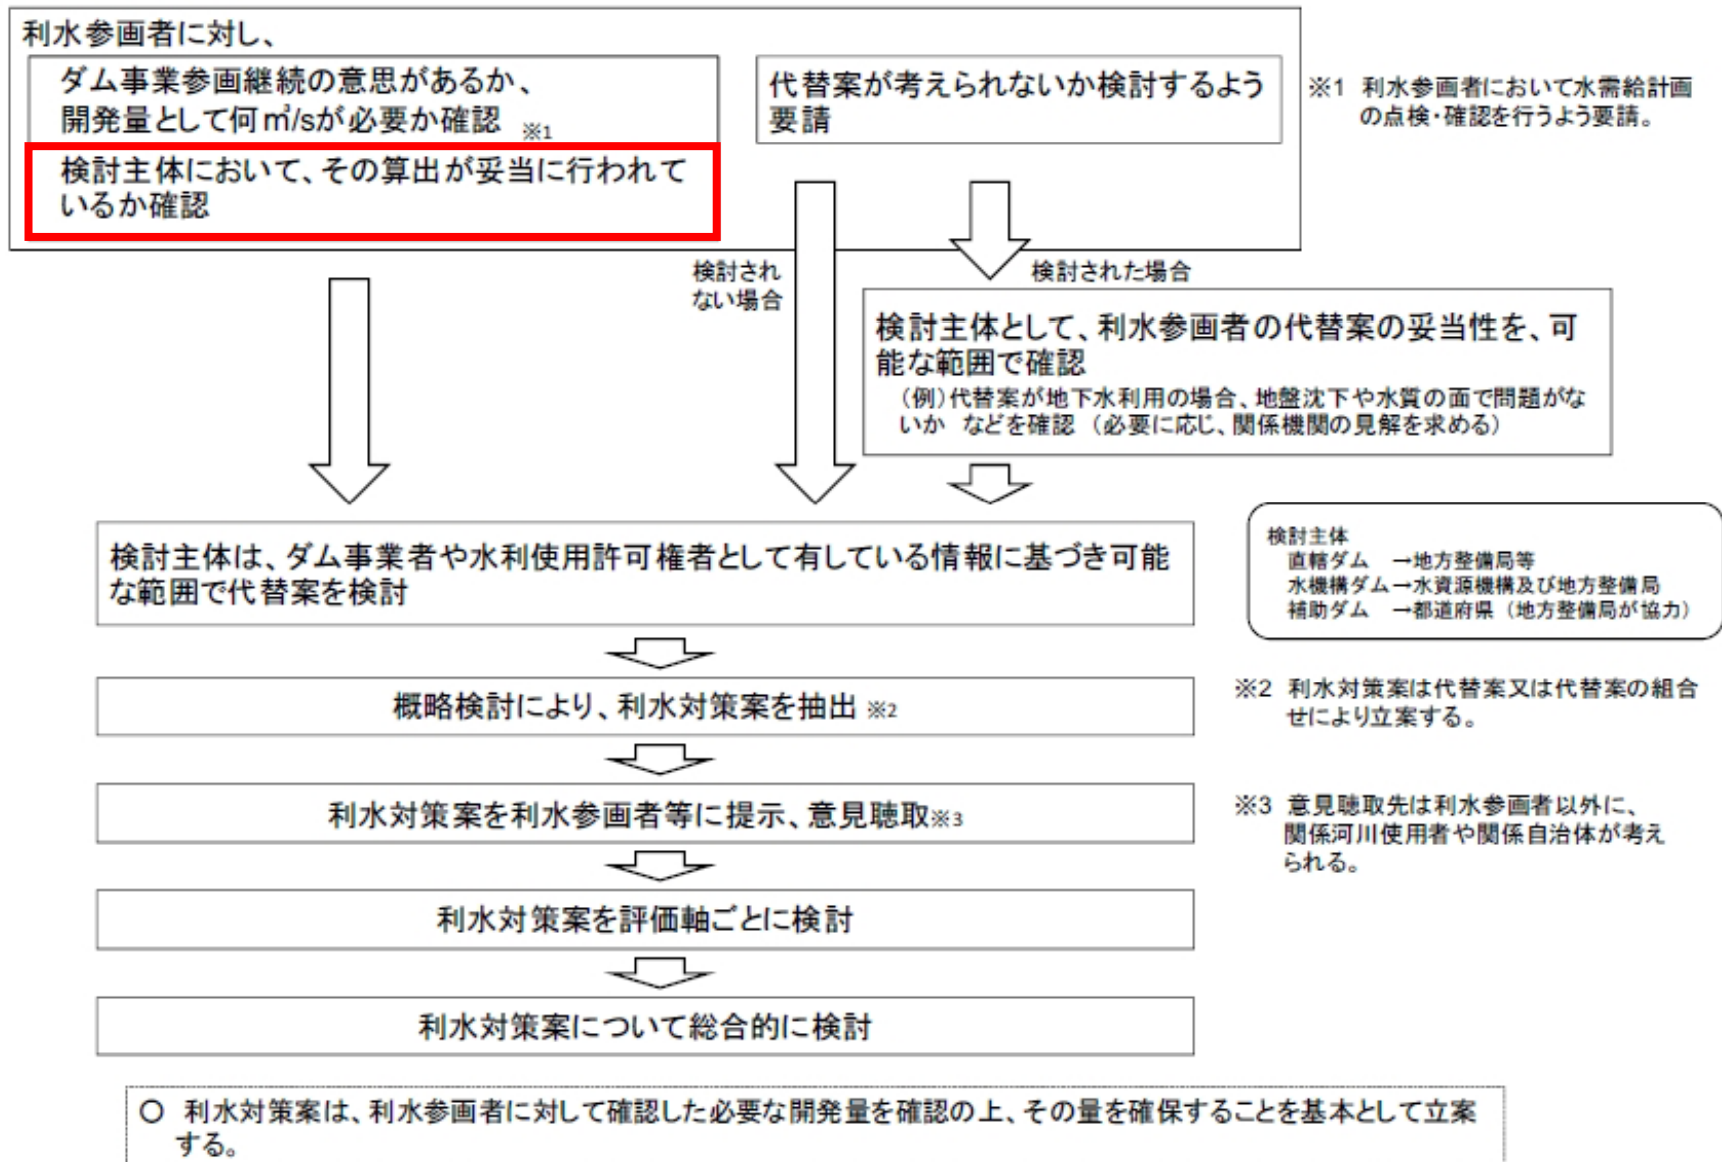 利水参画者に対し、
ダム事業参画継続の意思があるか、
開発量として何㎥/sが必要か確認 ※1
検討主体において、その算出が妥当に行われて
いるか確認
代替案が考えられないか検討するよう
要請
※1 利水参画者において水需給計画
の点検・確認を行うよう要請。
検討され
ない場合
検討された場合
検討主体として、利水参画者の代替案の妥当性を、可
能な範囲で確認
（例）代替案が地下水利用の場合、地盤沈下や水質の面で問題がな
いか などを確認 （必要に応じ、関係機関の見解を求める）
検討主体は、ダム事業者や水利使用許可権者として有している情報に基づき可能
な範囲で代替案を検討
検討主体
直轄ダム →地方整備局等
水機構ダム→水資源機構及び地方整備局
補助ダム →都道府県（地方整備局が協力）
概略検討により、利水対策案を抽出 ※2
※2 利水対策案は代替案又は代替案の組合
せにより立案する。
利水対策案を利水参画者等に提示、意見聴取※3
※3 意見聴取先は利水参画者以外に、
関係河川使用者や関係自治体が考え
られる。
利水対策案を評価軸ごとに検討
利水対策案について総合的に検討
○ 利水対策案は、利水参画者に対して確認した必要な開発量を確認の上、その量を確保することを基本として立案
する。